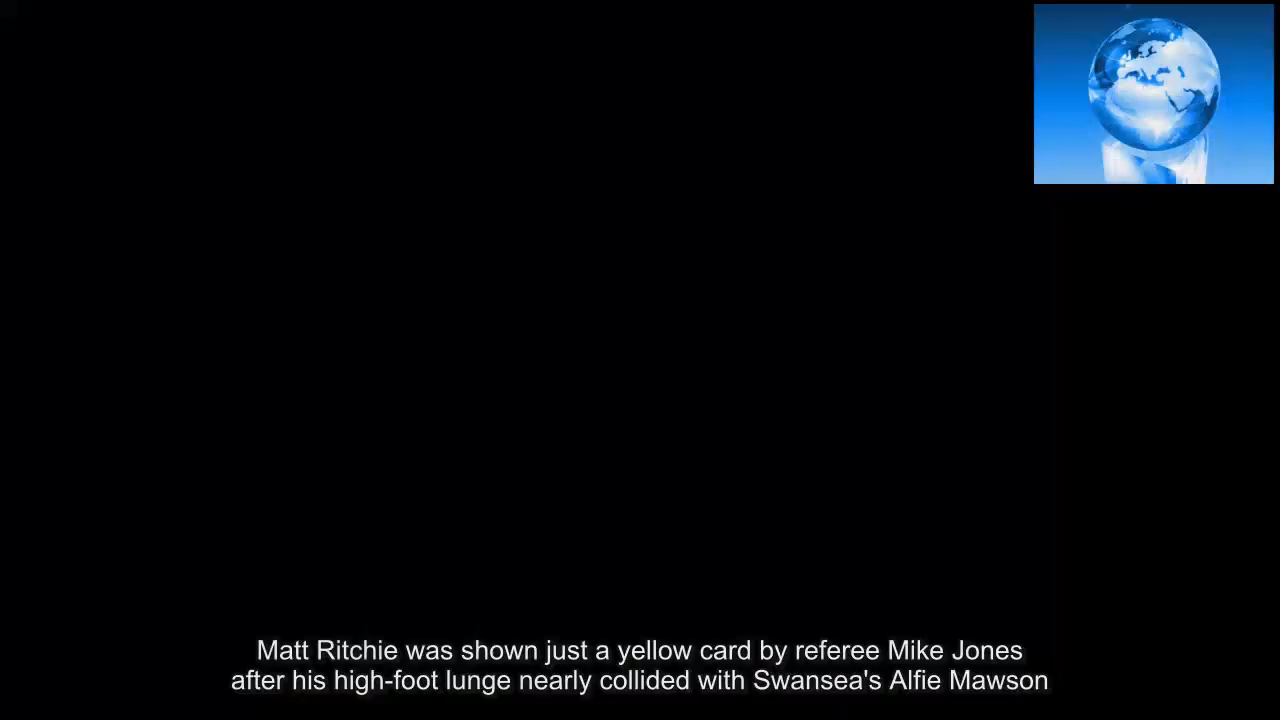 Matt Ritchie was shown just a yellow card by referee Mike Jones
after his high-foot lunge nearly collided with Swansea's Alfie Mawson